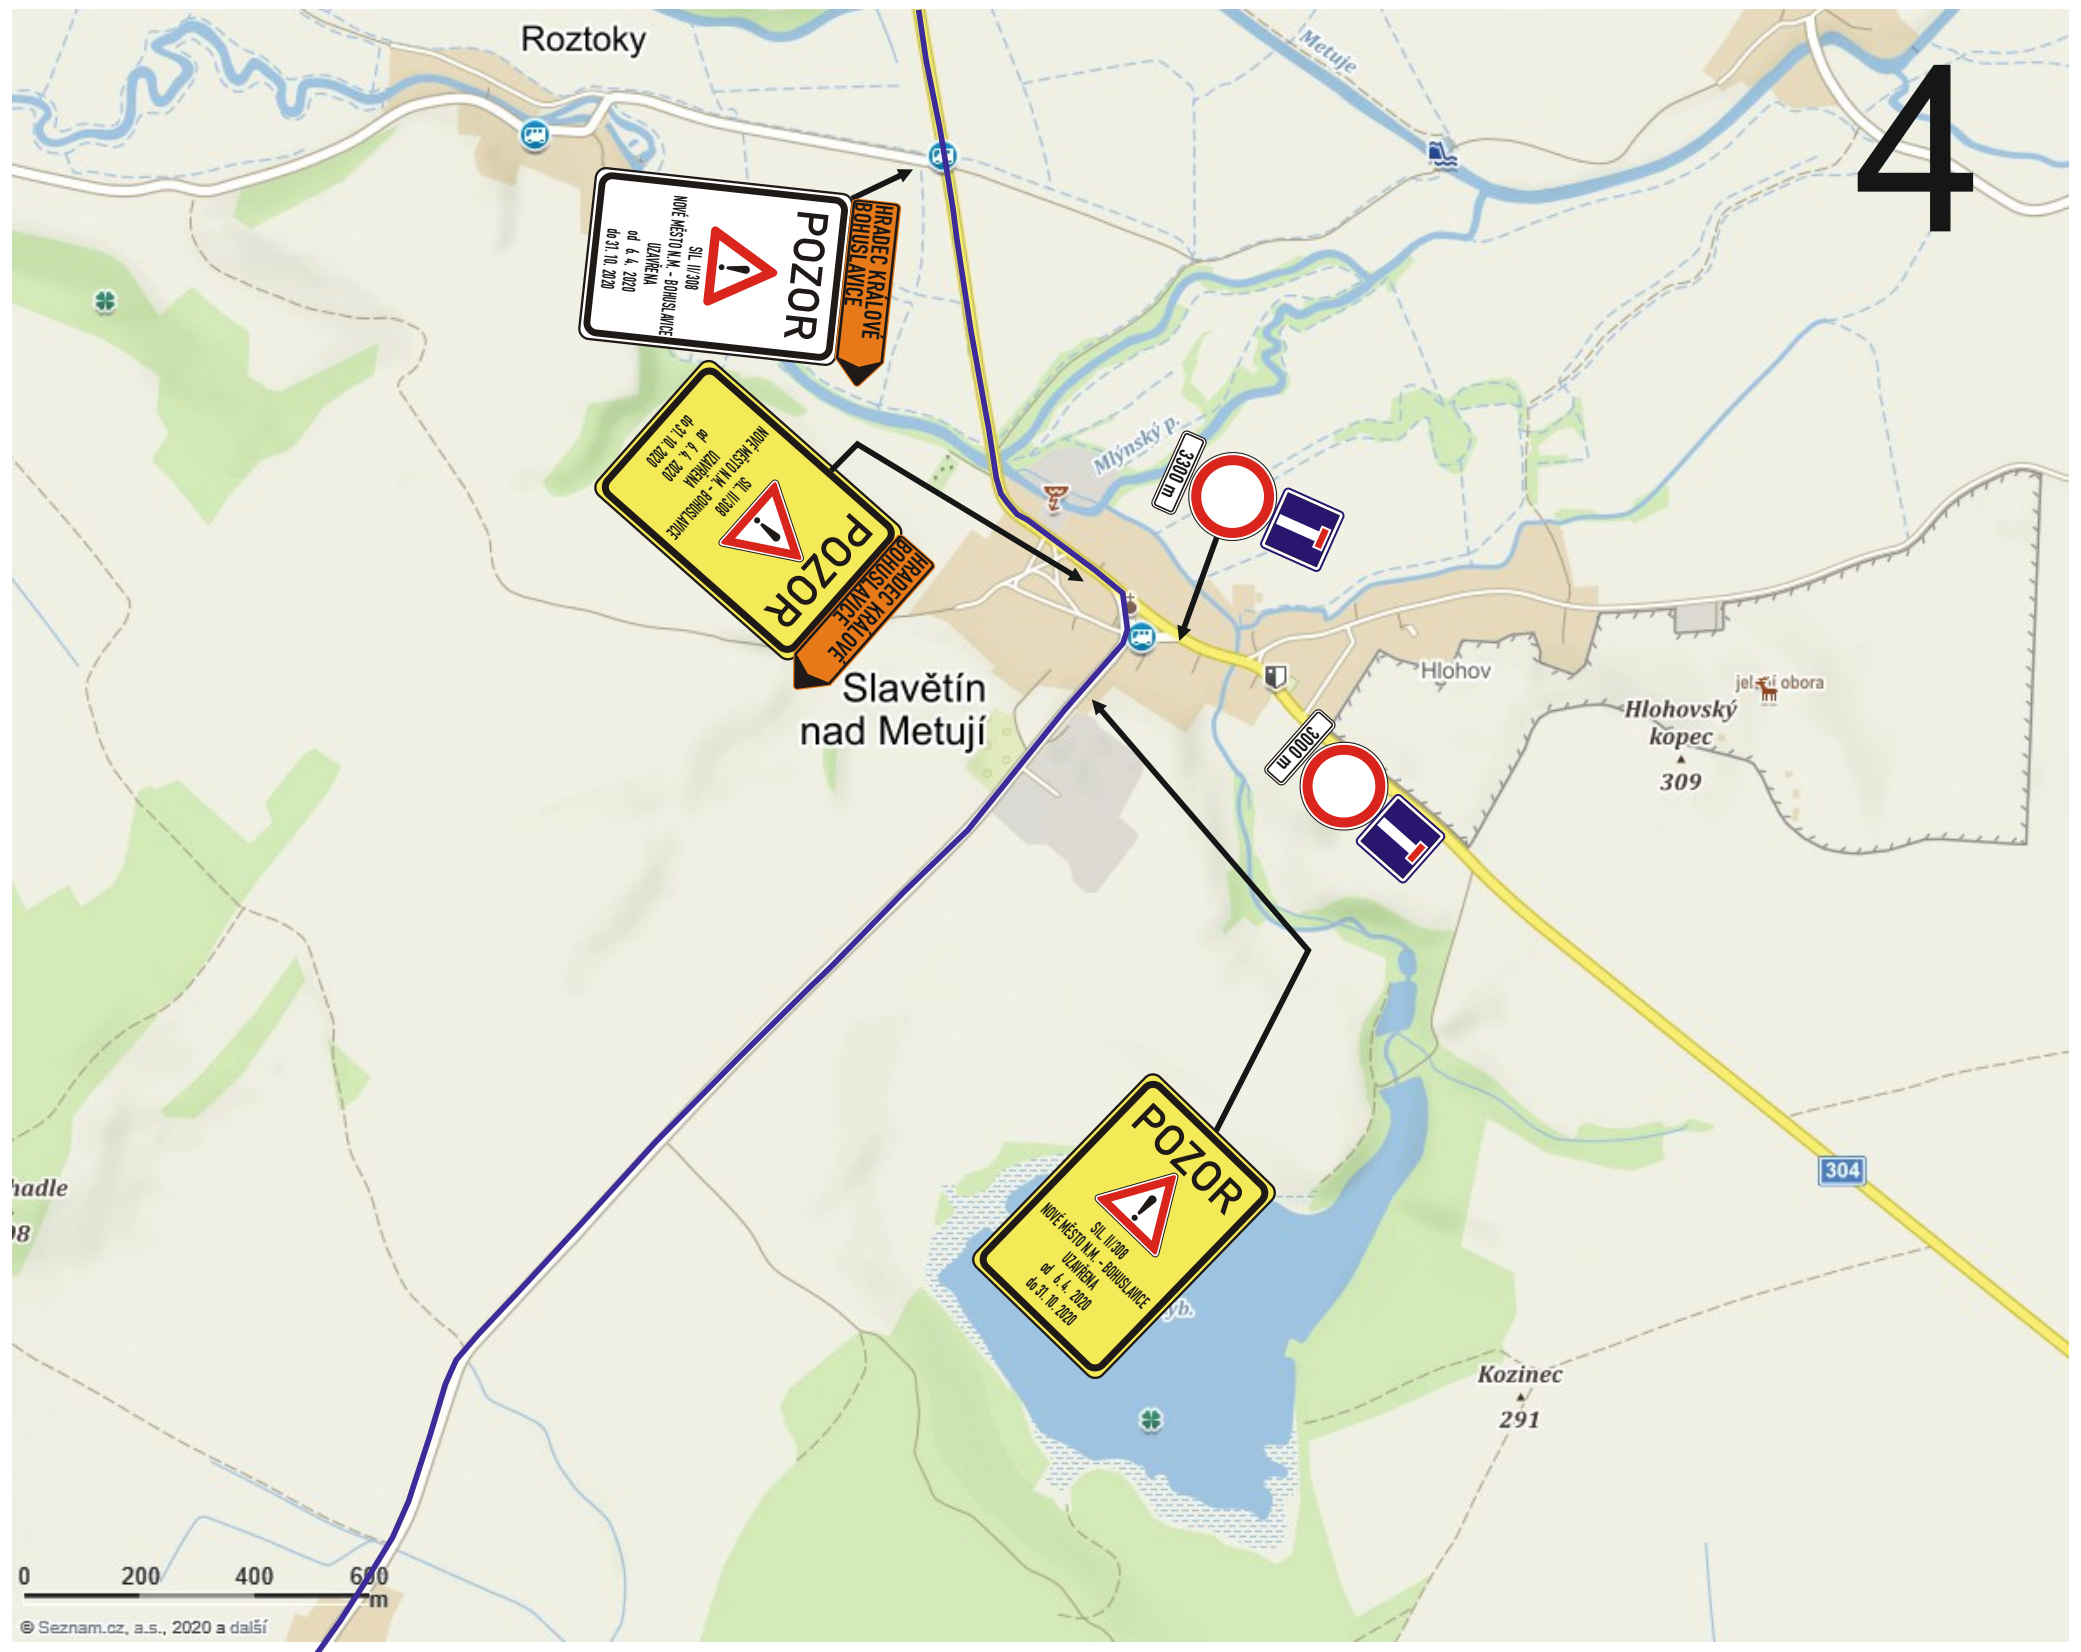 Roztoky
Metuje
4
POZOR
SIL. II/308
NOVÉ MĚSTO N.M. - BOHUSLAVICE
UZAVŘENA
od 6. 4. 2020
do 31. 10. 2020
HRADEC KRÁLOVÉ
BOHUSLAVICE
POZOR
SIL. II/308
NOVÉ MĚSTO N.M. - BOHUSLAVICE
UZAVŘENA
od 6. 4. 2020
do 31. 10. 2020
HRADEC KRÁLOVÉ
BOHUSLAVICE
Mlýnský p.
3300 m
Slavětín
nad Metují
Hlohov
obora
Hlohovský
kopec
309
3000 m
304
hadle
POZOR
SIL. II/308
NOVÉ MĚSTO N.M. - BOHUSLAVICE
UZAVŘENA
od 6. 4. 2020
do 31. 10. 2020
yb.
Kozinec
291
0 200 400 600
m
© Seznam.cz, a.s., 2020 a další